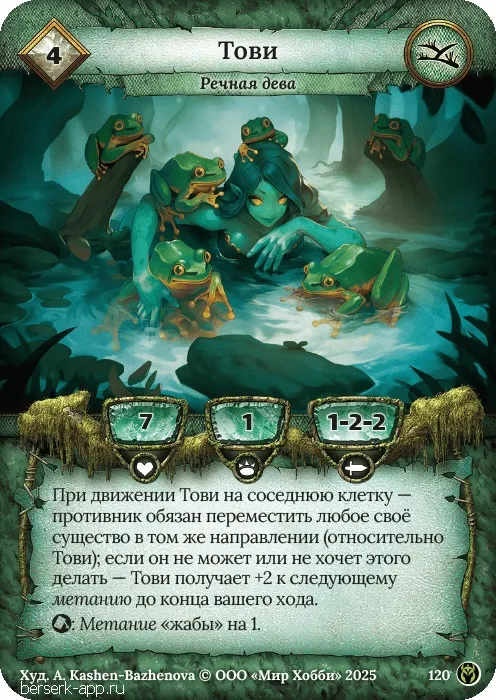 4
Тови
Речная дева
7
1
1-2-2
При движении Тови на соседнюю клетку —
противник обязан переместить любое своё
существо в том же направлении (относительно
Тови); если он не может или не хочет этого
делать — Тови получает +2 к следующему
метанию до конца вашего хода.
: Метание «жабы» на 1.
Худ. А. Kashen-Bazhenova © ООО «Мир Хобби» 2025
120
berserk-app.ru